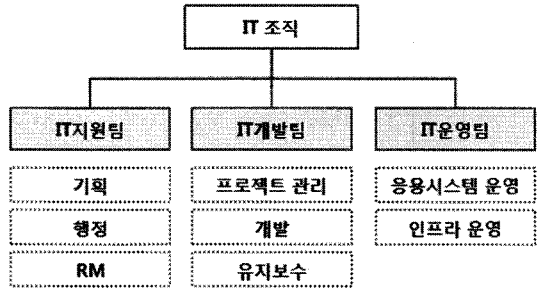 IT 조직
IT지원팀
IT개발팀
IT운영팀
기획
프로젝트 관리
응용시스템 운영
행정
개발
인프라 운영
RM
유지보수